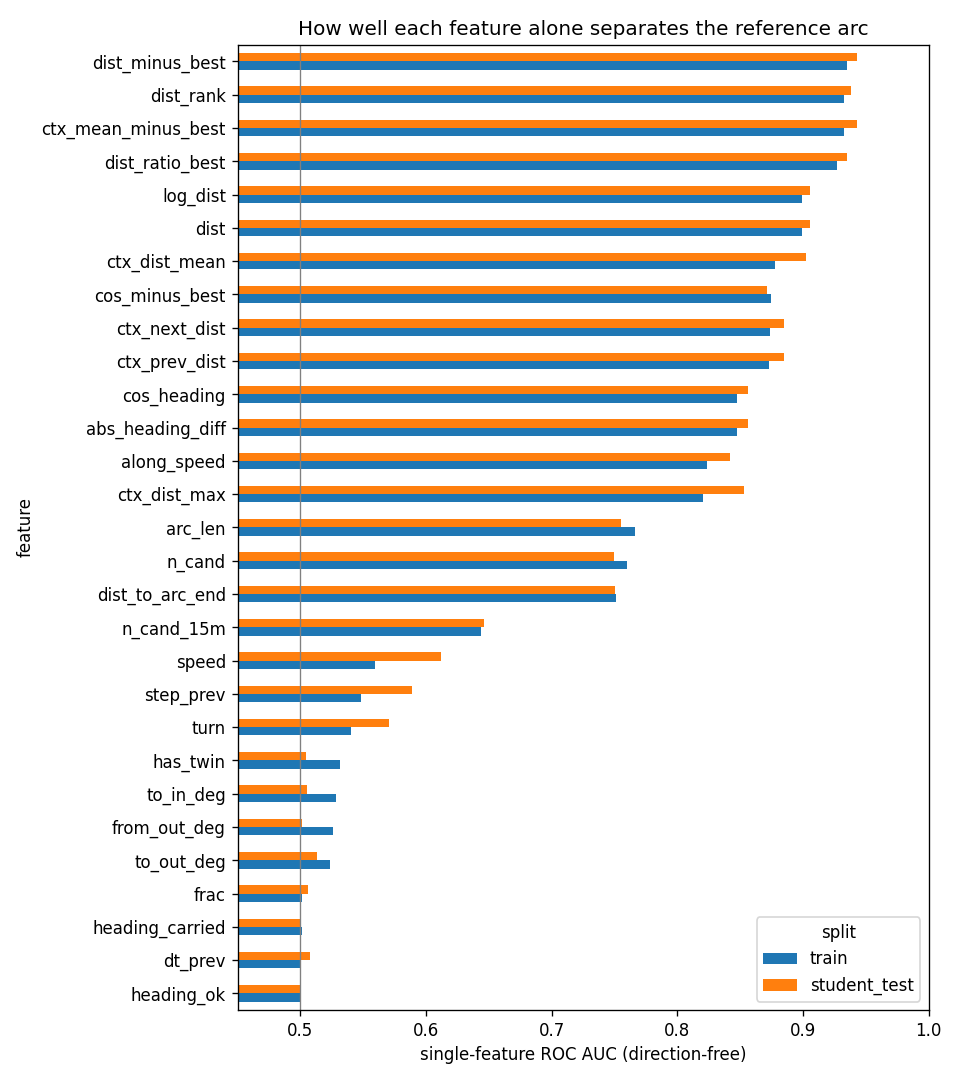 How well each feature alone separates the reference arc
dist_minus_best
dist_rank
ctx_mean_minus_best
dist_ratio_best
log_dist
dist
ctx_dist_mean
cos_minus_best
ctx_next_dist
ctx_prev_dist
cos_heading
abs_heading_diff
along_speed
ctx_dist_max
arc_len
n_cand
dist_to_arc_end
n_cand_15m
speed
step_prev
turn
has_twin
to_in_deg
from_out_deg
to_out_deg
frac
heading_carried
dt_prev
heading_ok
feature
split
train
student_test
0.5 0.6 0.7 0.8 0.9 1.0
single-feature ROC AUC (direction-free)